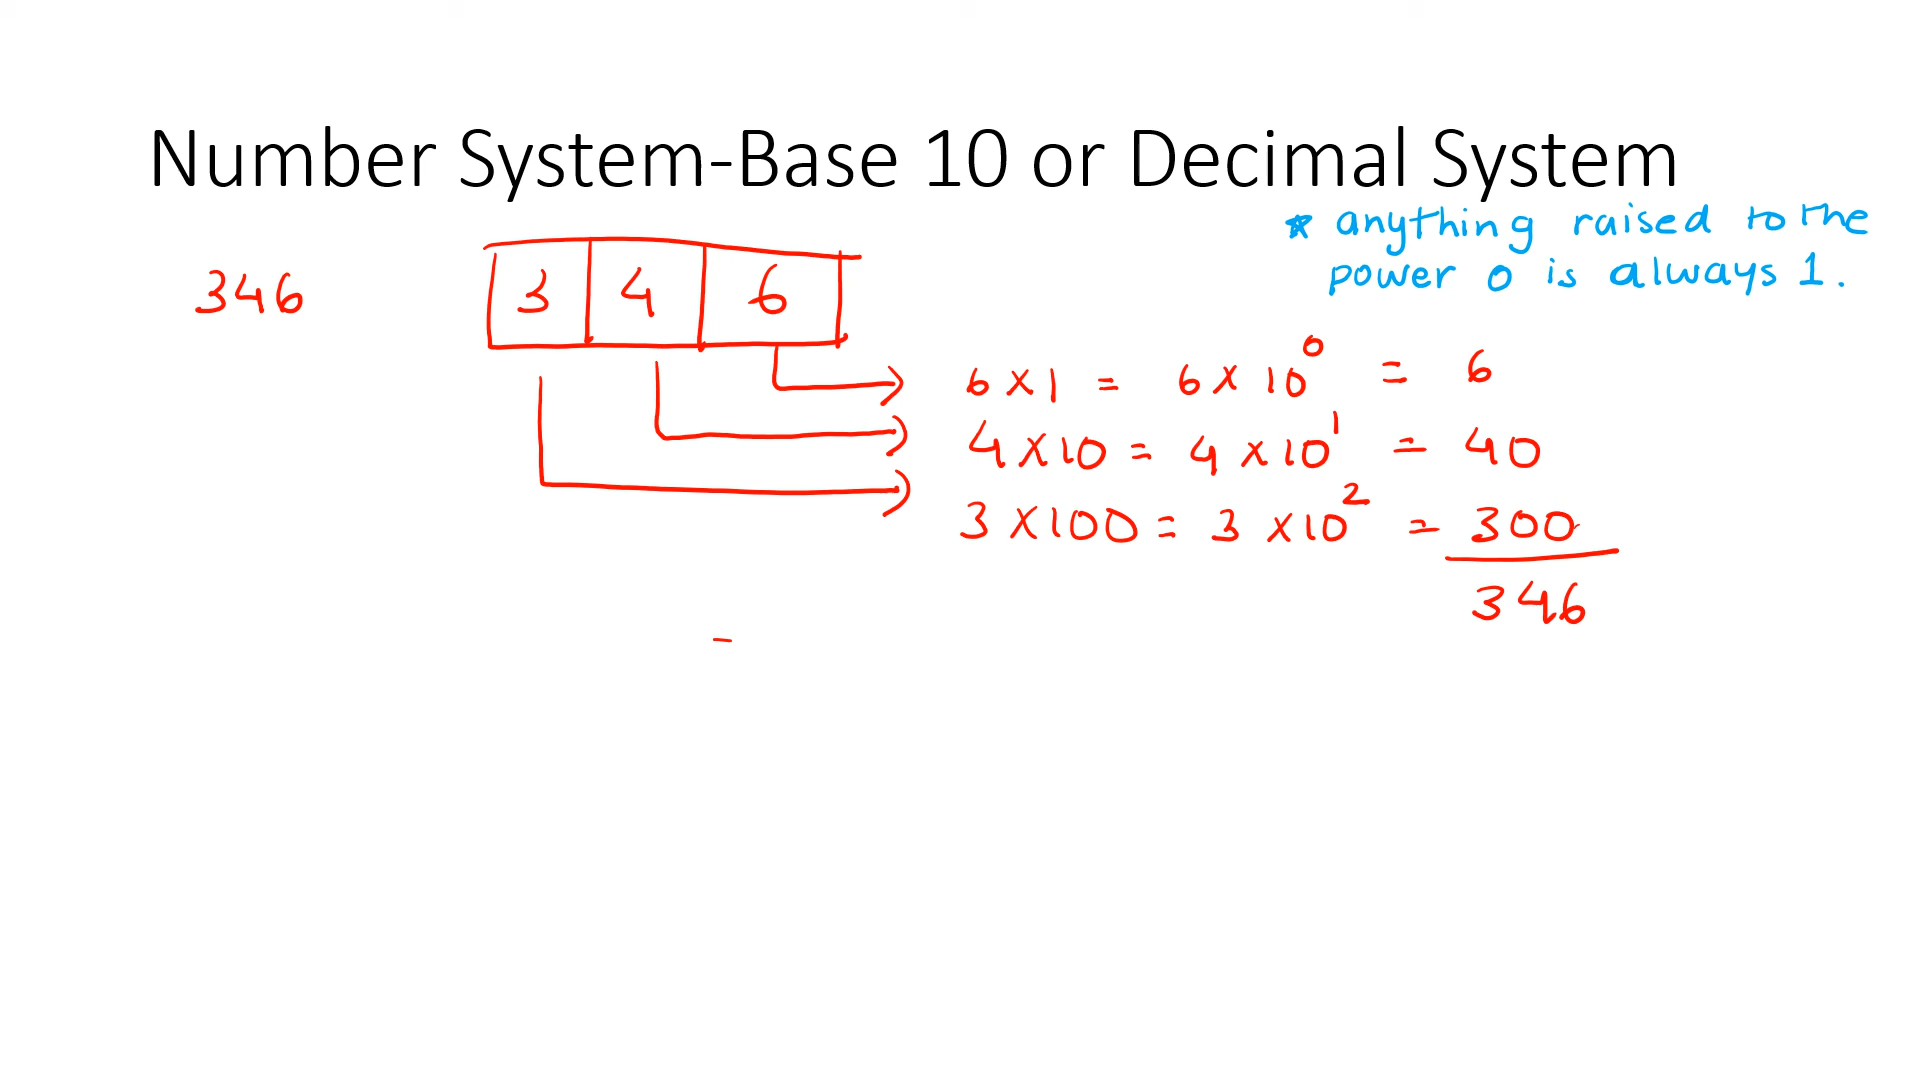 Number System-Base 10 or Decimal System
* anything raised to the
power 0 is always 1.
346
3 4 6
6 × 1 = 6 × 10⁰ = 6
4 × 10 = 4 × 10¹ = 40
3 × 100 = 3 × 10² = 300
346
-